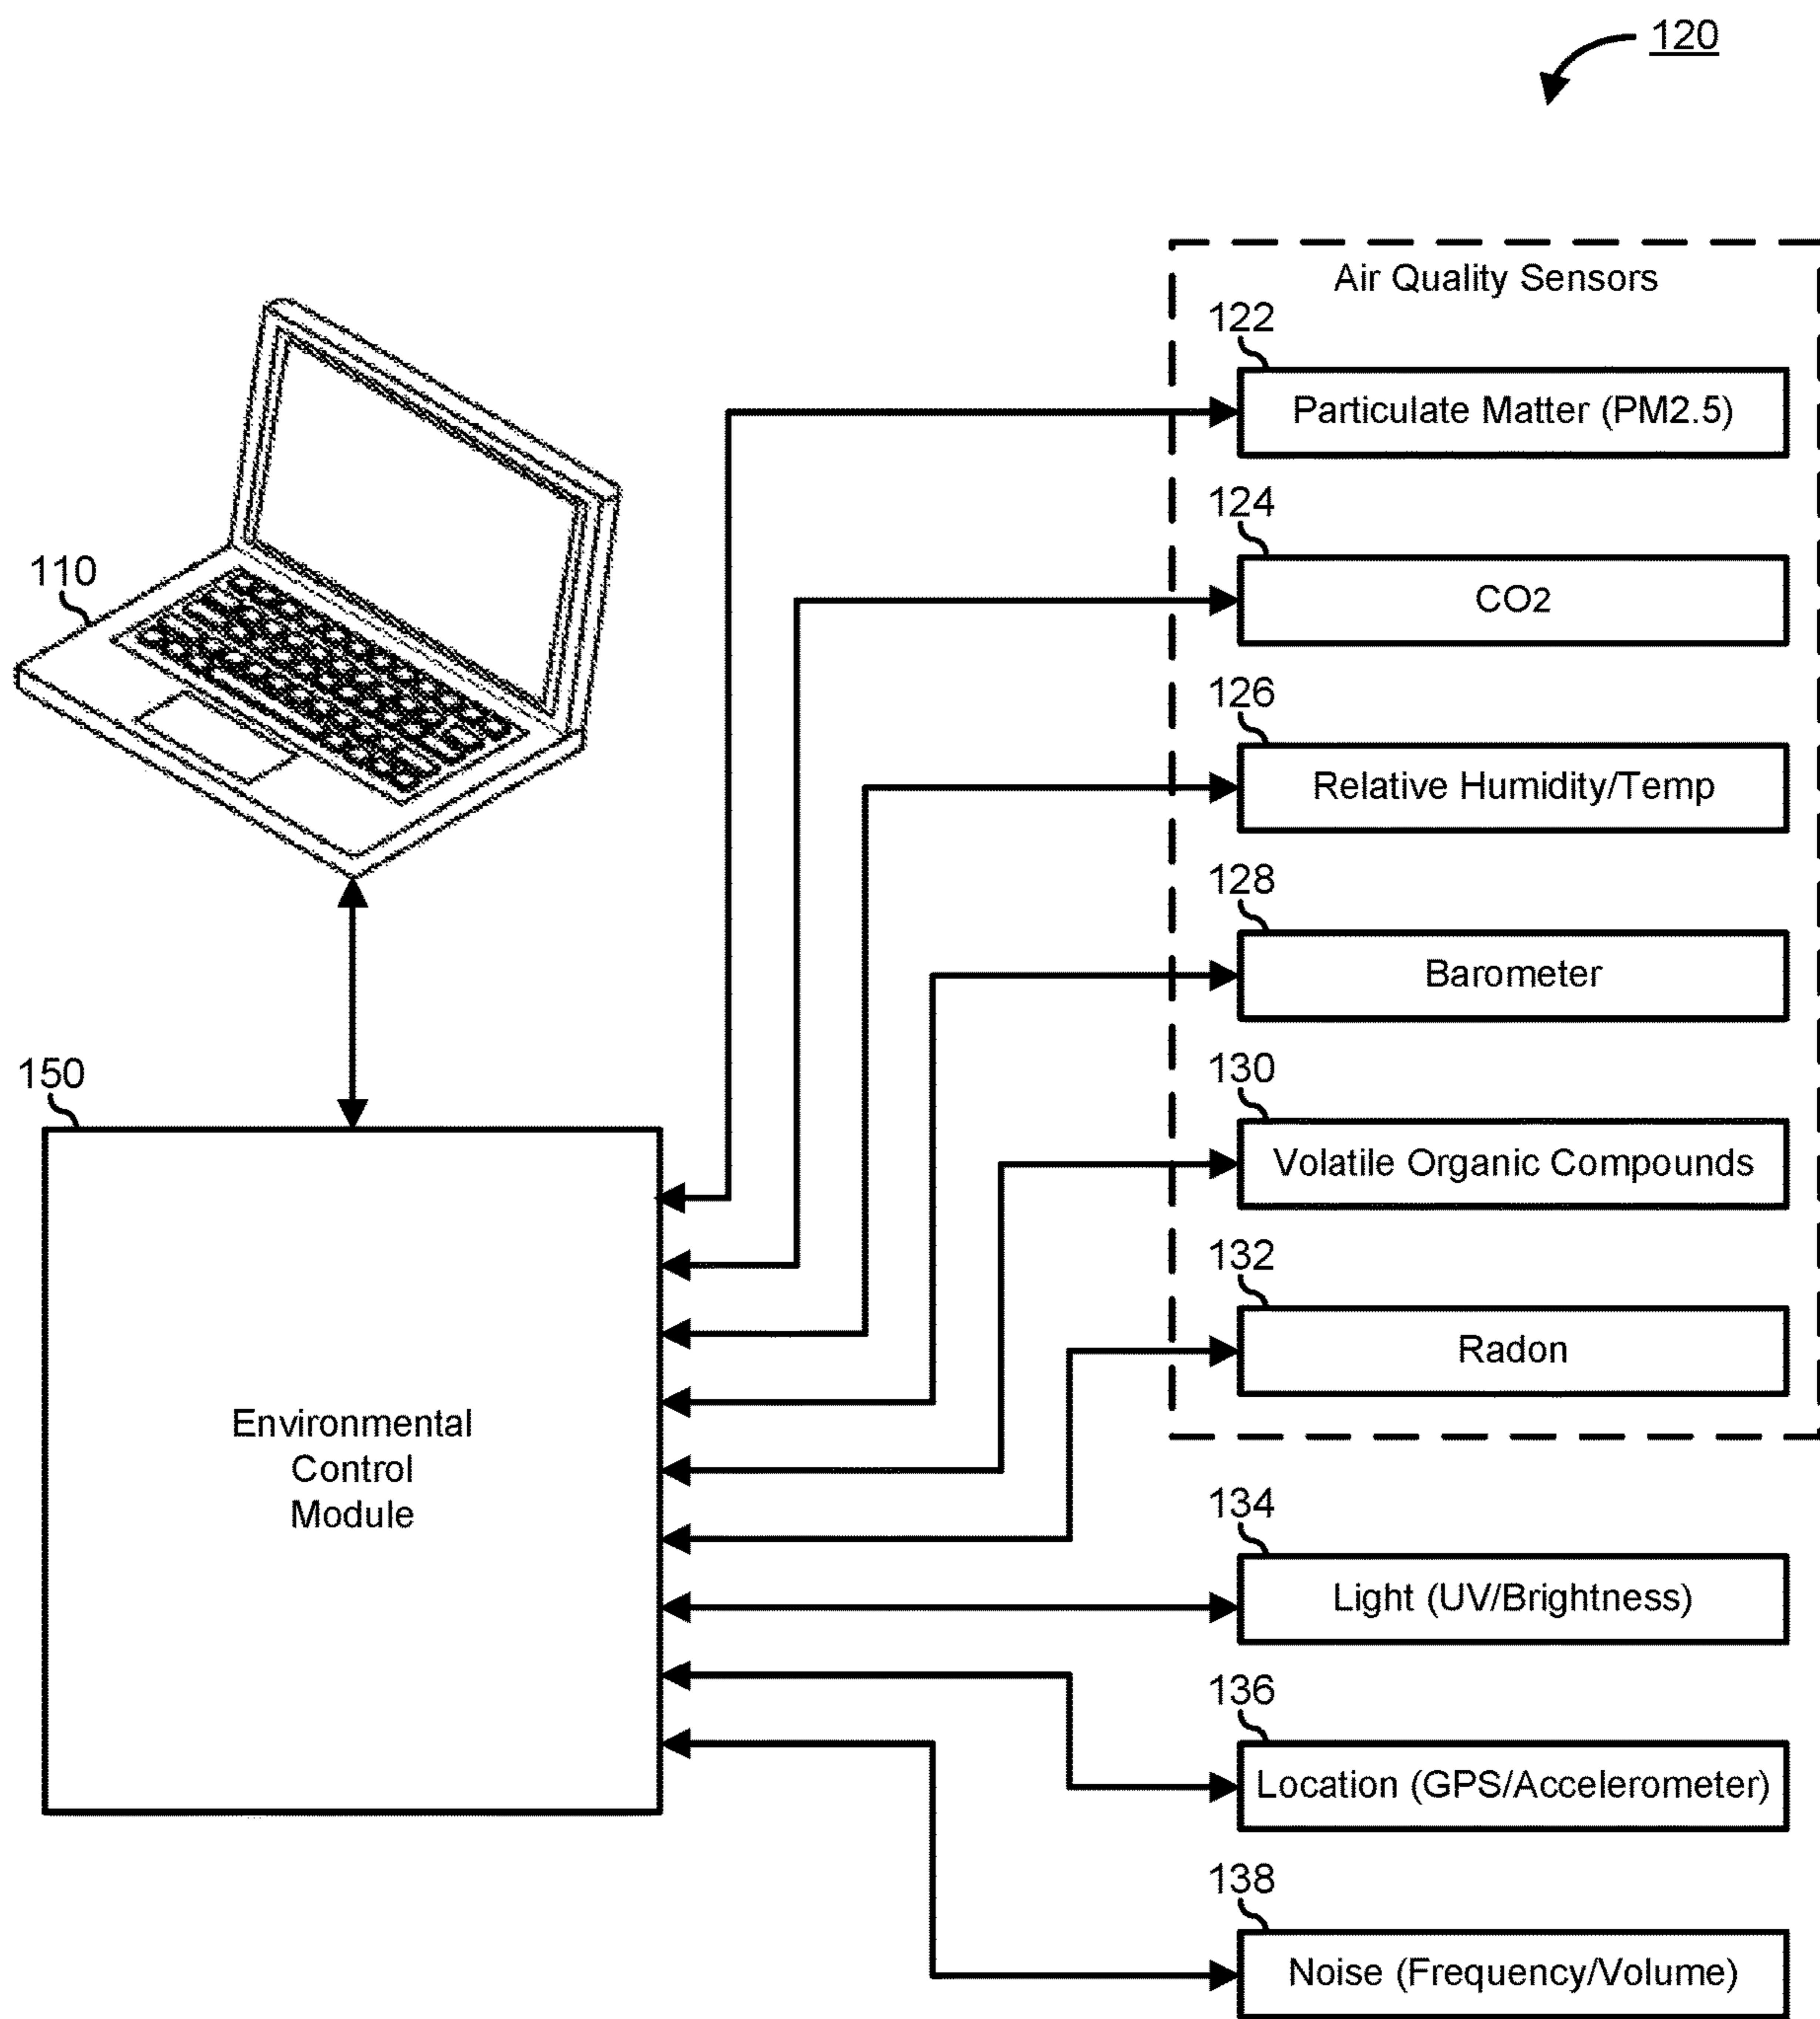 120
Air Quality Sensors
122
Particulate Matter (PM2.5)
124
CO2
110
126
Relative Humidity/Temp
128
Barometer
150
130
Volatile Organic Compounds
132
Radon
Environmental
Control
Module
134
Light (UV/Brightness)
136
Location (GPS/Accelerometer)
138
Noise (Frequency/Volume)